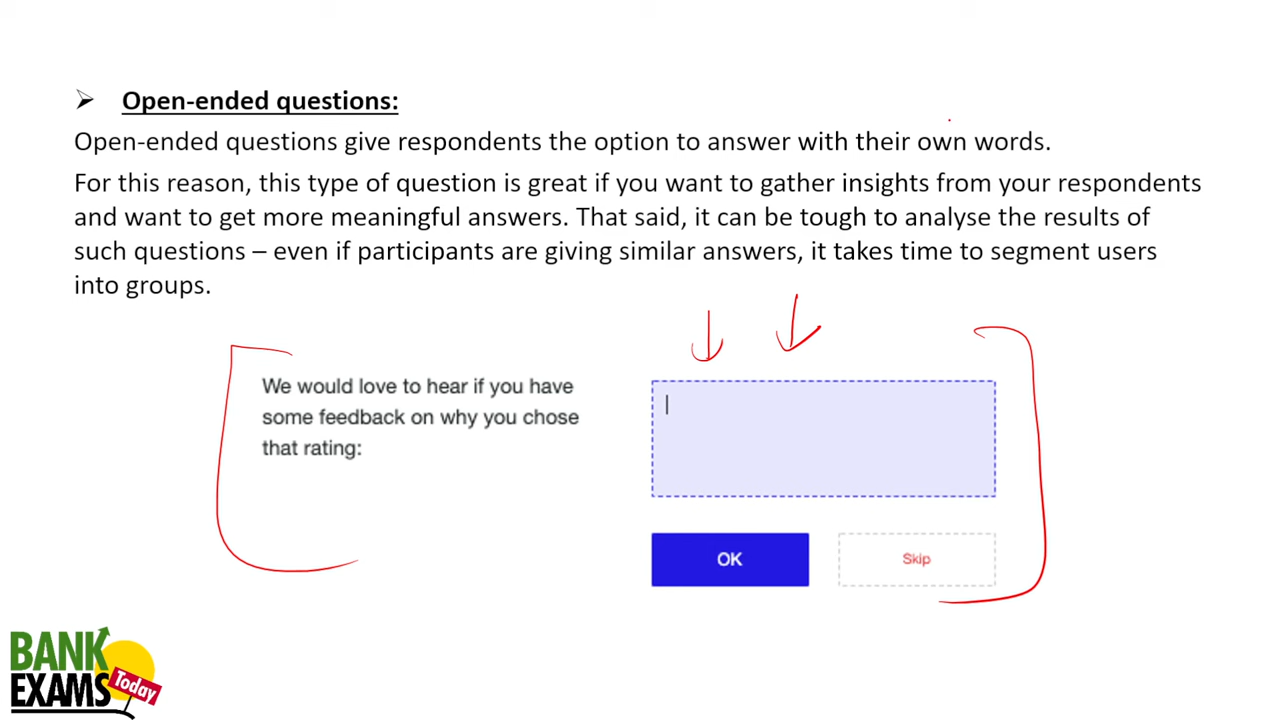 ➢ Open-ended questions:
Open-ended questions give respondents the option to answer with their own words.
For this reason, this type of question is great if you want to gather insights from your respondents
and want to get more meaningful answers. That said, it can be tough to analyse the results of
such questions – even if participants are giving similar answers, it takes time to segment users
into groups.
We would love to hear if you have
some feedback on why you chose
that rating:
OK
Skip
BANK
EXAMS
Today